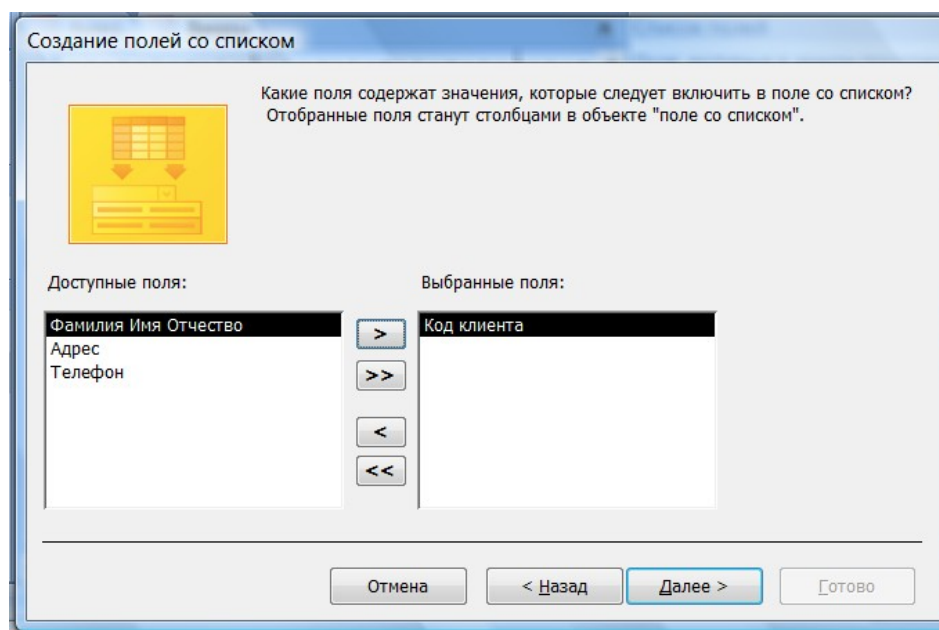 Создание полей со списком
Какие поля содержат значения, которые следует включить в поле со списком?
Отобранные поля станут столбцами в объекте "поле со списком".
Доступные поля:
Выбранные поля:
Фамилия Имя Отчество
Адрес
Телефон
>
>>
<
<<
Код клиента
Отмена
< Назад
Далее >
Готово